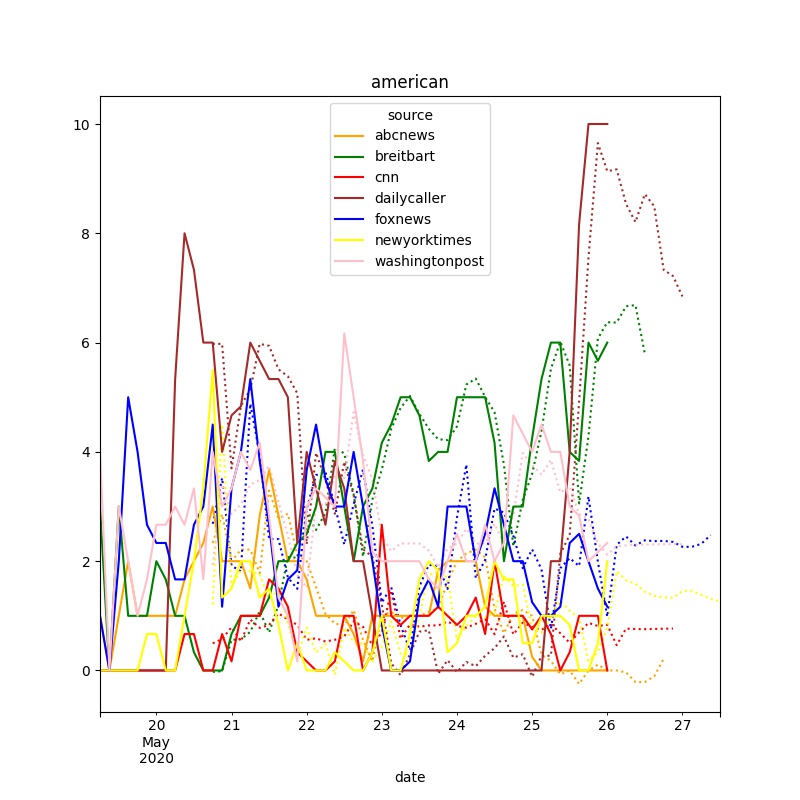 american
source
abcnews
breitbart
cnn
dailycaller
foxnews
newyorktimes
washingtonpost
10
8
6
4
2
0
20 21 22 23 24 25 26 27
May
2020
date